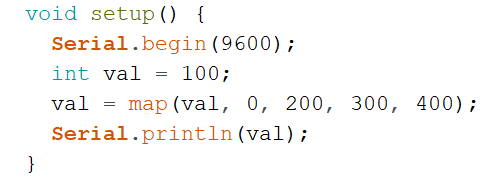 void setup() {
  Serial.begin(9600);
  int val = 100;
  val = map(val, 0, 200, 300, 400);
  Serial.println(val);
}